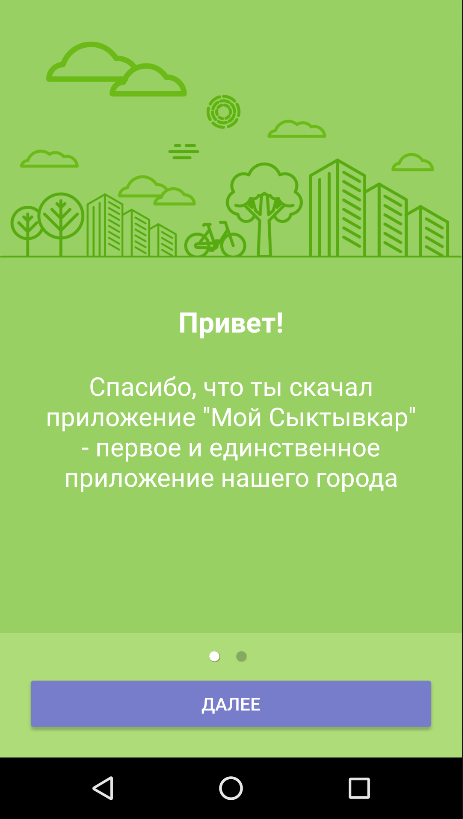 Привет!
Спасибо, что ты скачал
приложение "Мой Сыктывкар"
- первое и единственное
приложение нашего города
ДАЛЕЕ